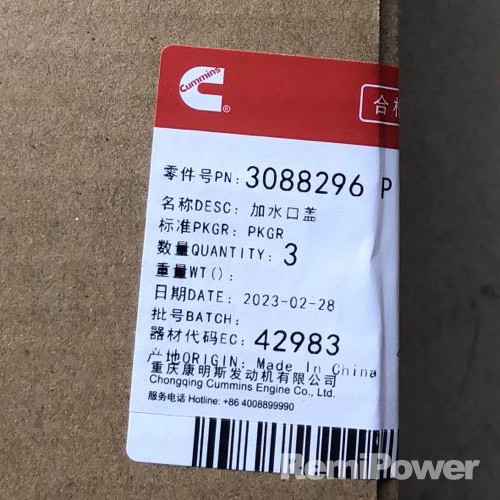 Cummins
®
合格
零件号PN: 3088296 P
名称DESC: 加水口盖
标准PKGR: PKGR
数量QUANTITY: 3
重量WT():
日期DATE: 2023-02-28
批号BATCH:
器材代码EC: 42983
产地ORIGIN: Made In China
重庆康明斯发动机有限公司
Chongqing Cummins Engine Co., Ltd.
服务电话 Hotline: +86 4008899990
RemiPower